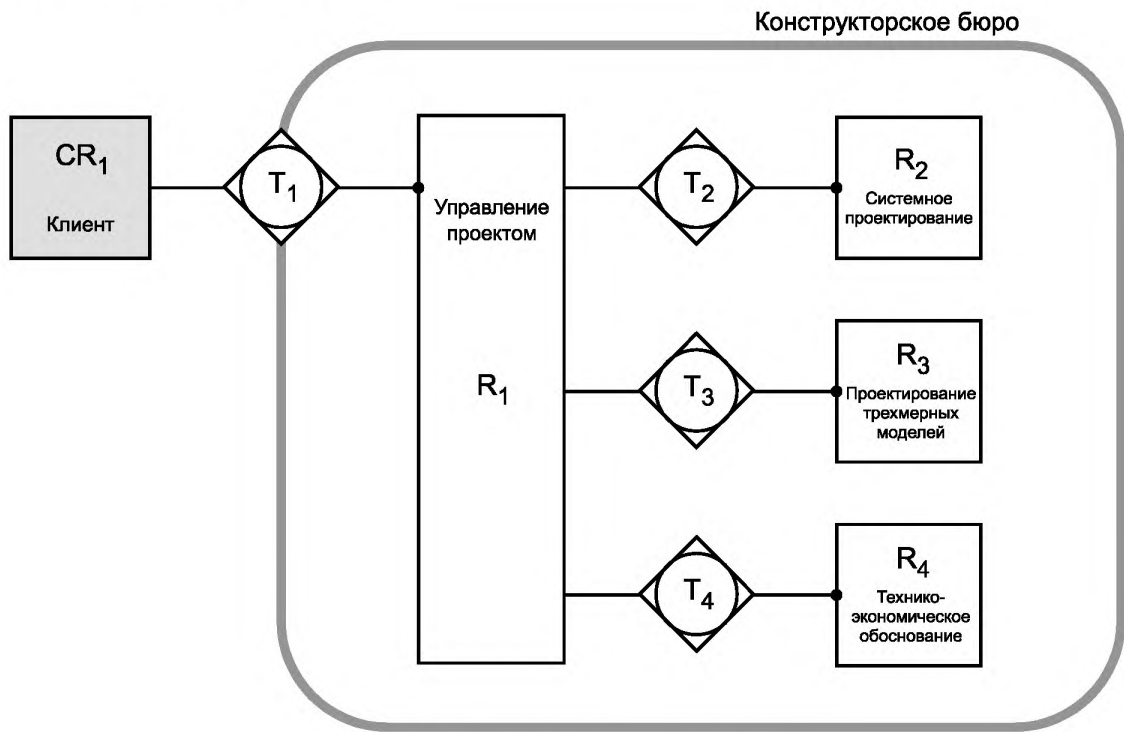 Конструкторское бюро
CR₁
Клиент
T₁
Управление
проектом
R₁
T₂
R₂
Системное
проектирование
T₃
R₃
Проектирование
трехмерных
моделей
T₄
R₄
Технико-
экономическое
обоснование